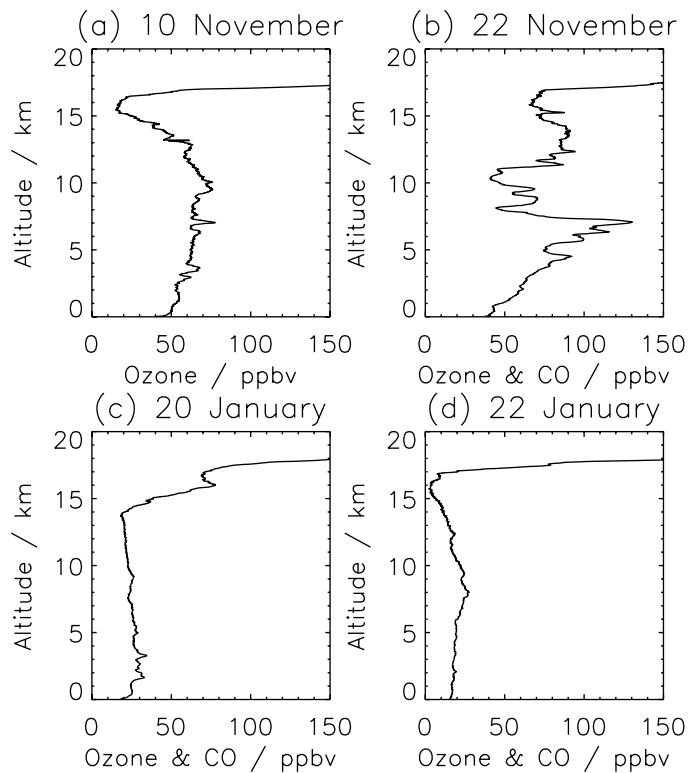 (a) 10 November
20
15
10
5
0
Altitude / km
0 50 100 150
Ozone / ppbv
(b) 22 November
20
15
10
5
0
Altitude / km
0 50 100 150
Ozone & CO / ppbv
(c) 20 January
20
15
10
5
0
Altitude / km
0 50 100 150
Ozone & CO / ppbv
(d) 22 January
20
15
10
5
0
Altitude / km
0 50 100 150
Ozone & CO / ppbv